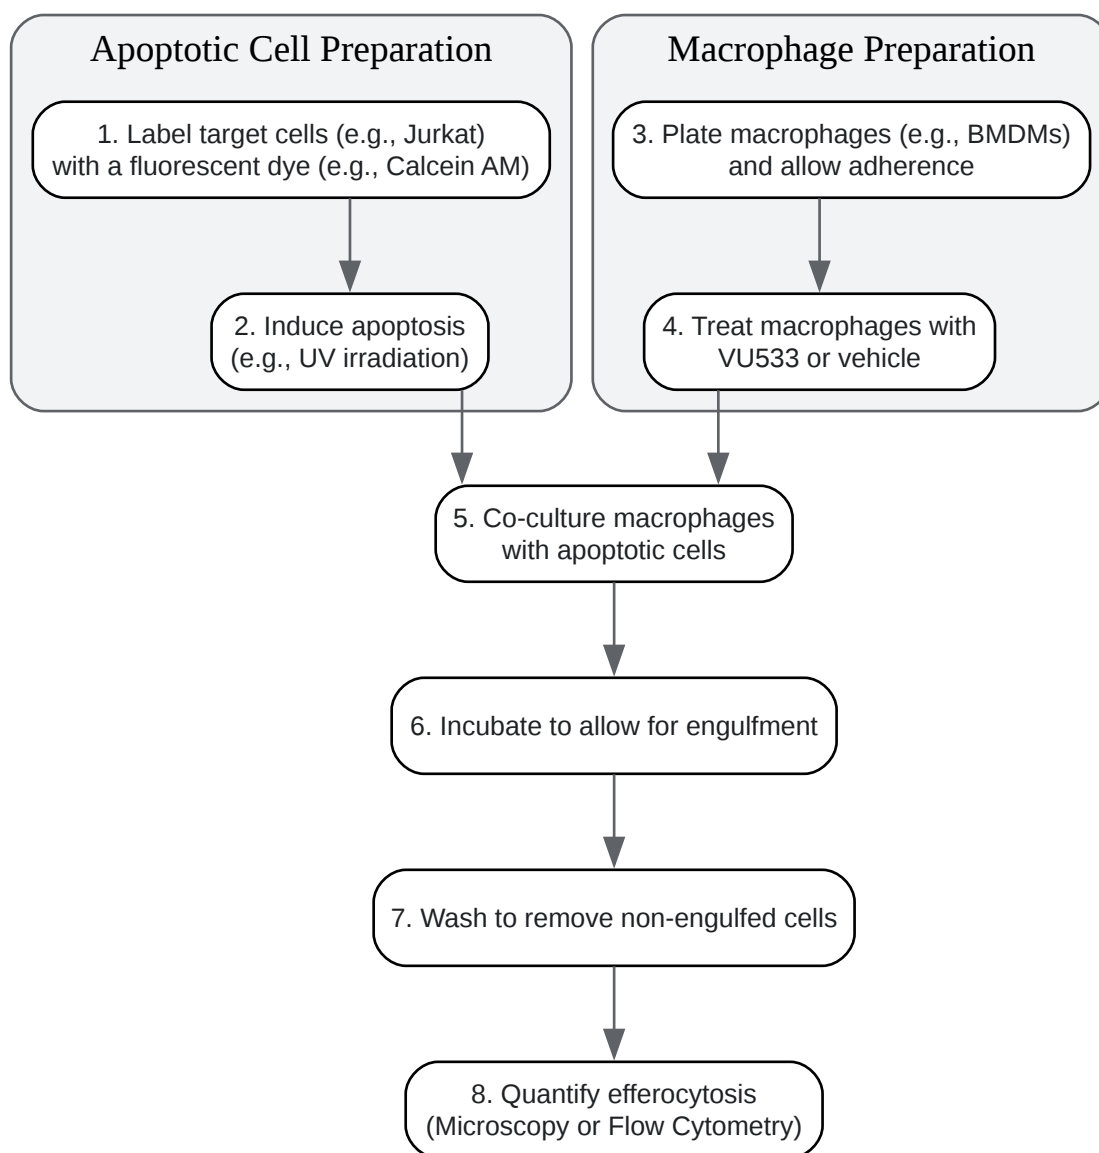 Apoptotic Cell Preparation
1. Label target cells (e.g., Jurkat)
with a fluorescent dye (e.g., Calcein AM)
2. Induce apoptosis
(e.g., UV irradiation)
Macrophage Preparation
3. Plate macrophages (e.g., BMDMs)
and allow adherence
4. Treat macrophages with
VU533 or vehicle
5. Co-culture macrophages
with apoptotic cells
6. Incubate to allow for engulfment
7. Wash to remove non-engulfed cells
8. Quantify efferocytosis
(Microscopy or Flow Cytometry)